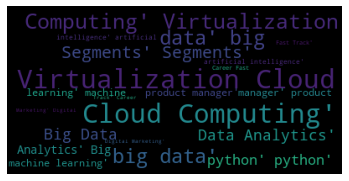 Computing' Virtualization
intelligence' artificial
data' big
Fast Track'
Segments' Segments'
artificial intelligence'
Career Fast
Virtualization Cloud
learning' machine
product manager
manager' product
Track' Career
Cloud Computing'
Marketing' Digital
Big Data
Data Analytics'
Digital Marketing
Analytics' Big
big data'
python' python'
machine learning'